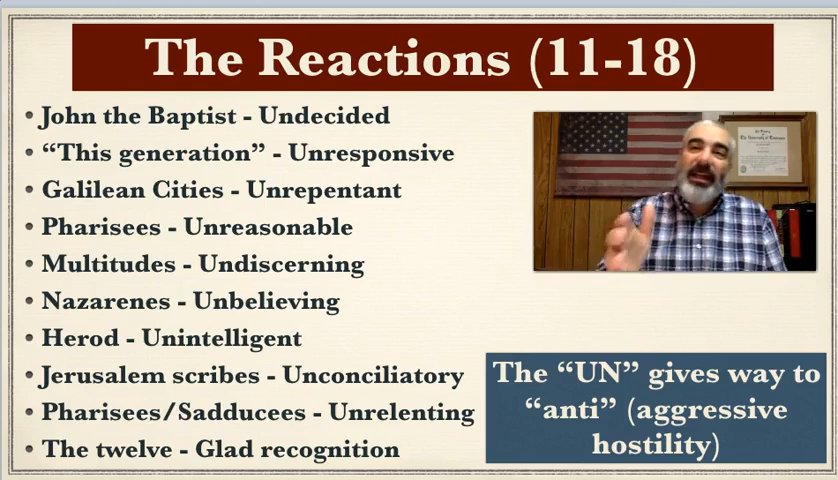 The Reactions (11-18)
• John the Baptist - Undecided
• “This generation” - Unresponsive
• Galilean Cities - Unrepentant
• Pharisees - Unreasonable
• Multitudes - Undiscerning
• Nazarenes - Unbelieving
• Herod - Unintelligent
• Jerusalem scribes - Unconciliatory
• Pharisees/Sadducees - Unrelenting
• The twelve - Glad recognition
The “UN” gives way to
“anti” (aggressive
hostility)